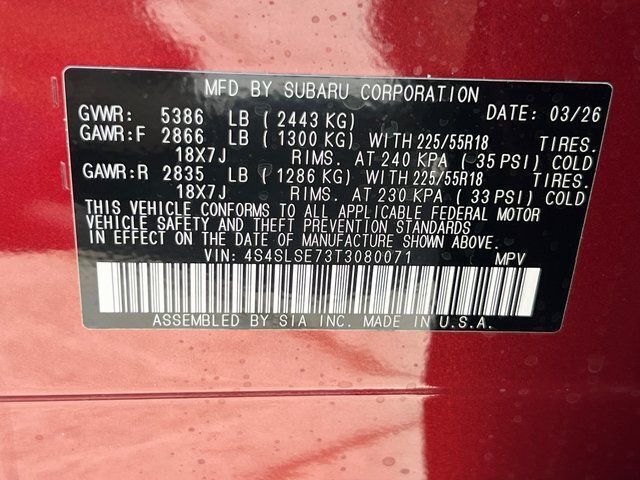 MFD BY SUBARU CORPORATION
GVWR: 5386 LB ( 2443 KG) DATE: 03/26
GAWR:F 2866 LB ( 1300 KG) WITH 225/55R18 TIRES.
18X7J RIMS. AT 240 KPA ( 35 PSI) COLD
GAWR:R 2835 LB ( 1286 KG) WITH 225/55R18 TIRES.
18X7J RIMS. AT 230 KPA ( 33 PSI) COLD
THIS VEHICLE CONFORMS TO ALL APPLICABLE FEDERAL MOTOR
VEHICLE SAFETY AND THEFT PREVENTION STANDARDS
IN EFFECT ON THE DATE OF MANUFACTURE SHOWN ABOVE.
VIN: 4S4SLSE73T3080071 MPV
ASSEMBLED BY SIA INC. MADE IN U.S.A.